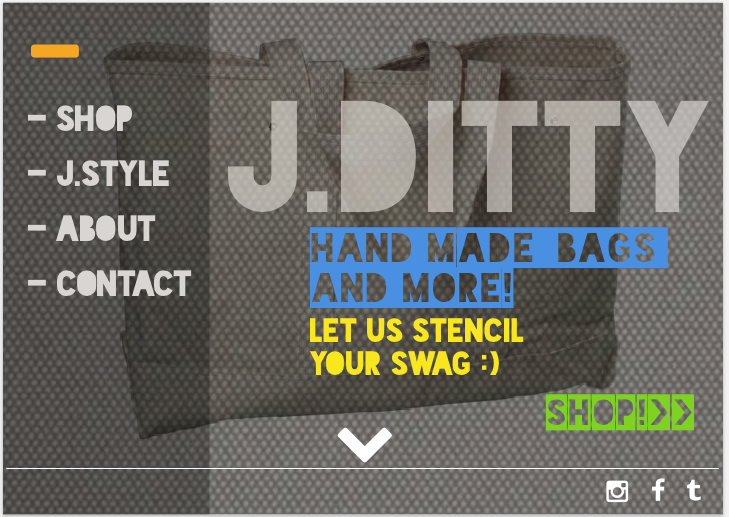 – SHOP
– J.STYLE
– ABOUT
– CONTACT
J.DITTY
HAND MADE BAGS
AND MORE!
LET US STENCIL
YOUR SWAG :)
SHOP!>>